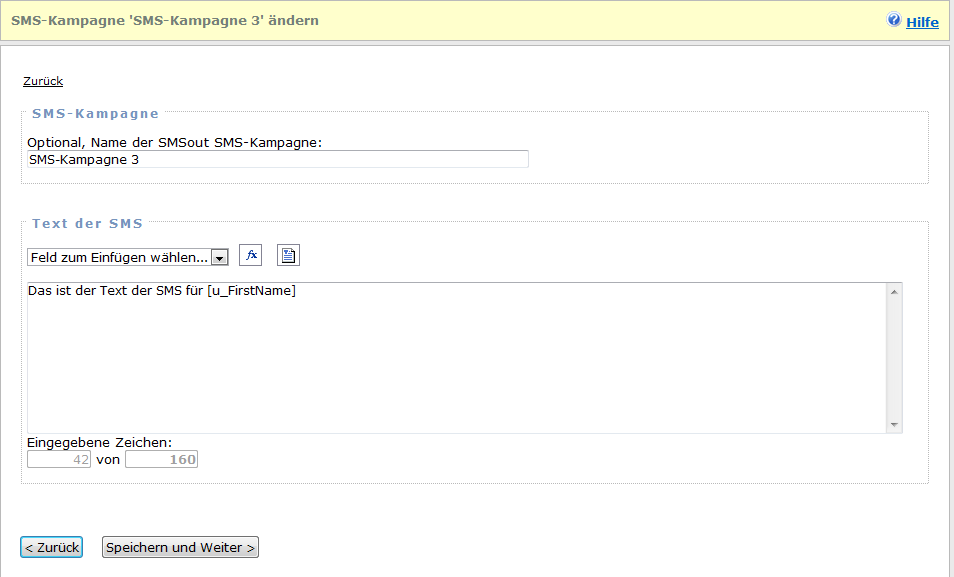 SMS-Kampagne 'SMS-Kampagne 3' ändern
Hilfe
Zurück
SMS-Kampagne
Optional, Name der SMSout SMS-Kampagne:
SMS-Kampagne 3
Text der SMS
Feld zum Einfügen wählen... fx
Das ist der Text der SMS für [u_FirstName]
Eingegebene Zeichen:
42 von 160
< Zurück Speichern und Weiter >